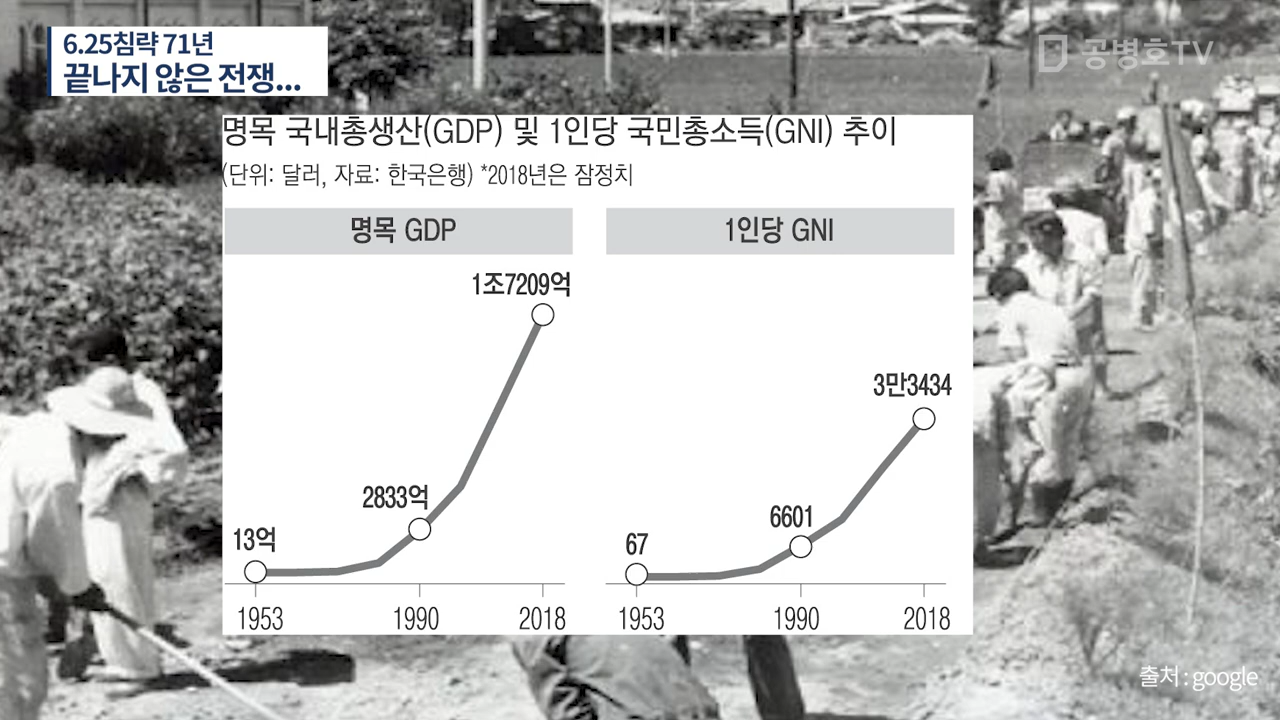 6.25침략 71년
끝나지 않은 전쟁...
공병호TV
명목 국내총생산(GDP) 및 1인당 국민총소득(GNI) 추이
(단위: 달러, 자료: 한국은행) *2018년은 잠정치
명목 GDP
1조7209억
2833억
13억
1953 1990 2018
1인당 GNI
3만3434
6601
67
1953 1990 2018
출처 : google